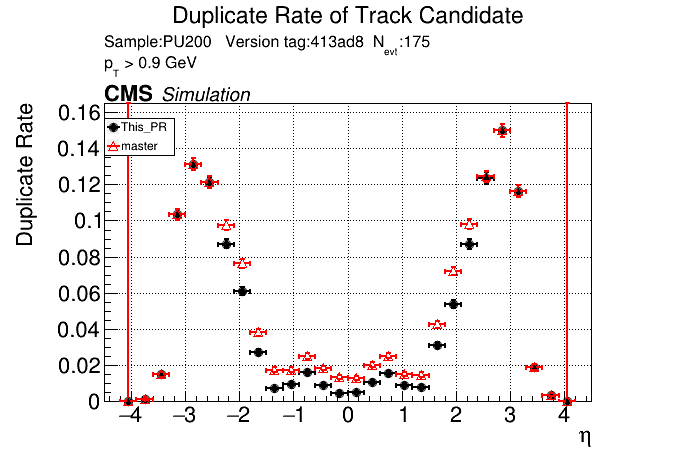 Duplicate Rate of Track Candidate
Sample:PU200 Version tag:413ad8 Nevt:175
pT > 0.9 GeV
CMS Simulation
Duplicate Rate
0.16
0.14
0.12
0.1
0.08
0.06
0.04
0.02
0
This_PR
master
−4 −3 −2 −1 0 1 2 3 4
η